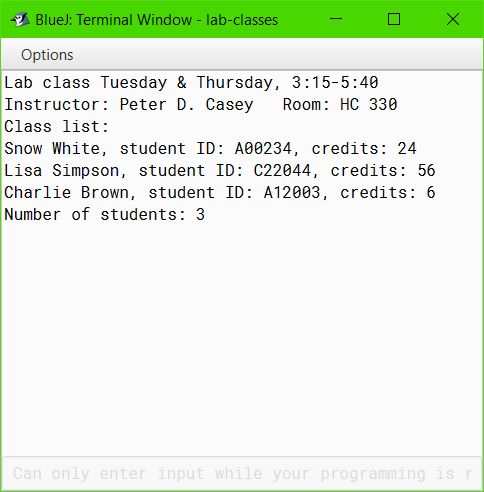 BlueJ: Terminal Window - lab-classes
Options
Lab class Tuesday & Thursday, 3:15-5:40
Instructor: Peter D. Casey   Room: HC 330
Class list:
Snow White, student ID: A00234, credits: 24
Lisa Simpson, student ID: C22044, credits: 56
Charlie Brown, student ID: A12003, credits: 6
Number of students: 3
Can only enter input while your programming is r